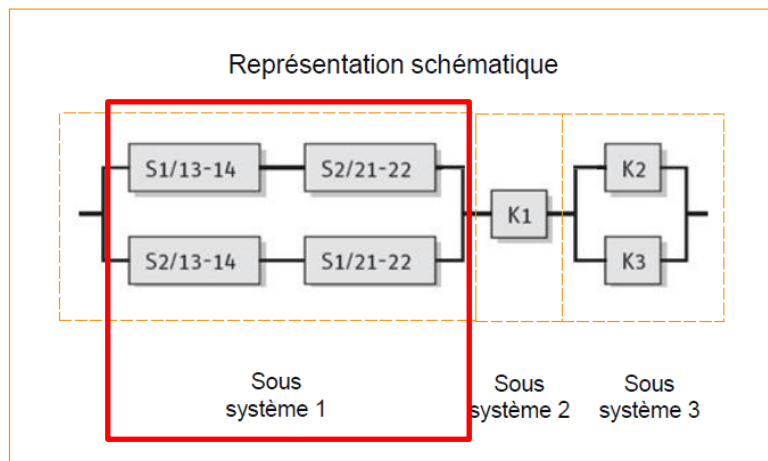 Représentation schématique
S1/13-14
S2/21-22
K2
K1
S2/13-14
S1/21-22
K3
Sous
système 1
Sous
système 2
Sous
système 3